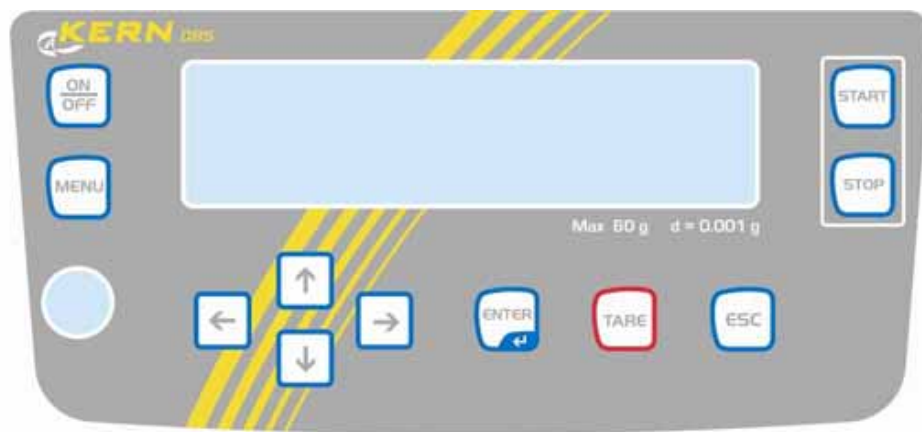 KERN DBS
ON
OFF
START
MENU
STOP
Max 60 g d = 0.001 g
ENTER
TARE
ESC